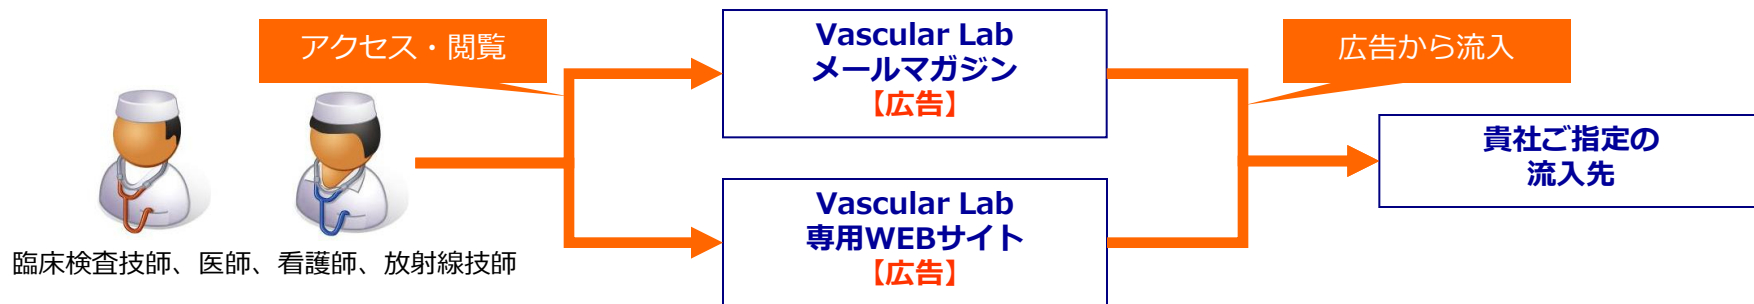 アクセス・閲覧
Vascular Lab
メールマガジン
【広告】
広告から流入
貴社ご指定の
流入先
Vascular Lab
専用WEBサイト
【広告】
臨床検査技師、医師、看護師、放射線技師